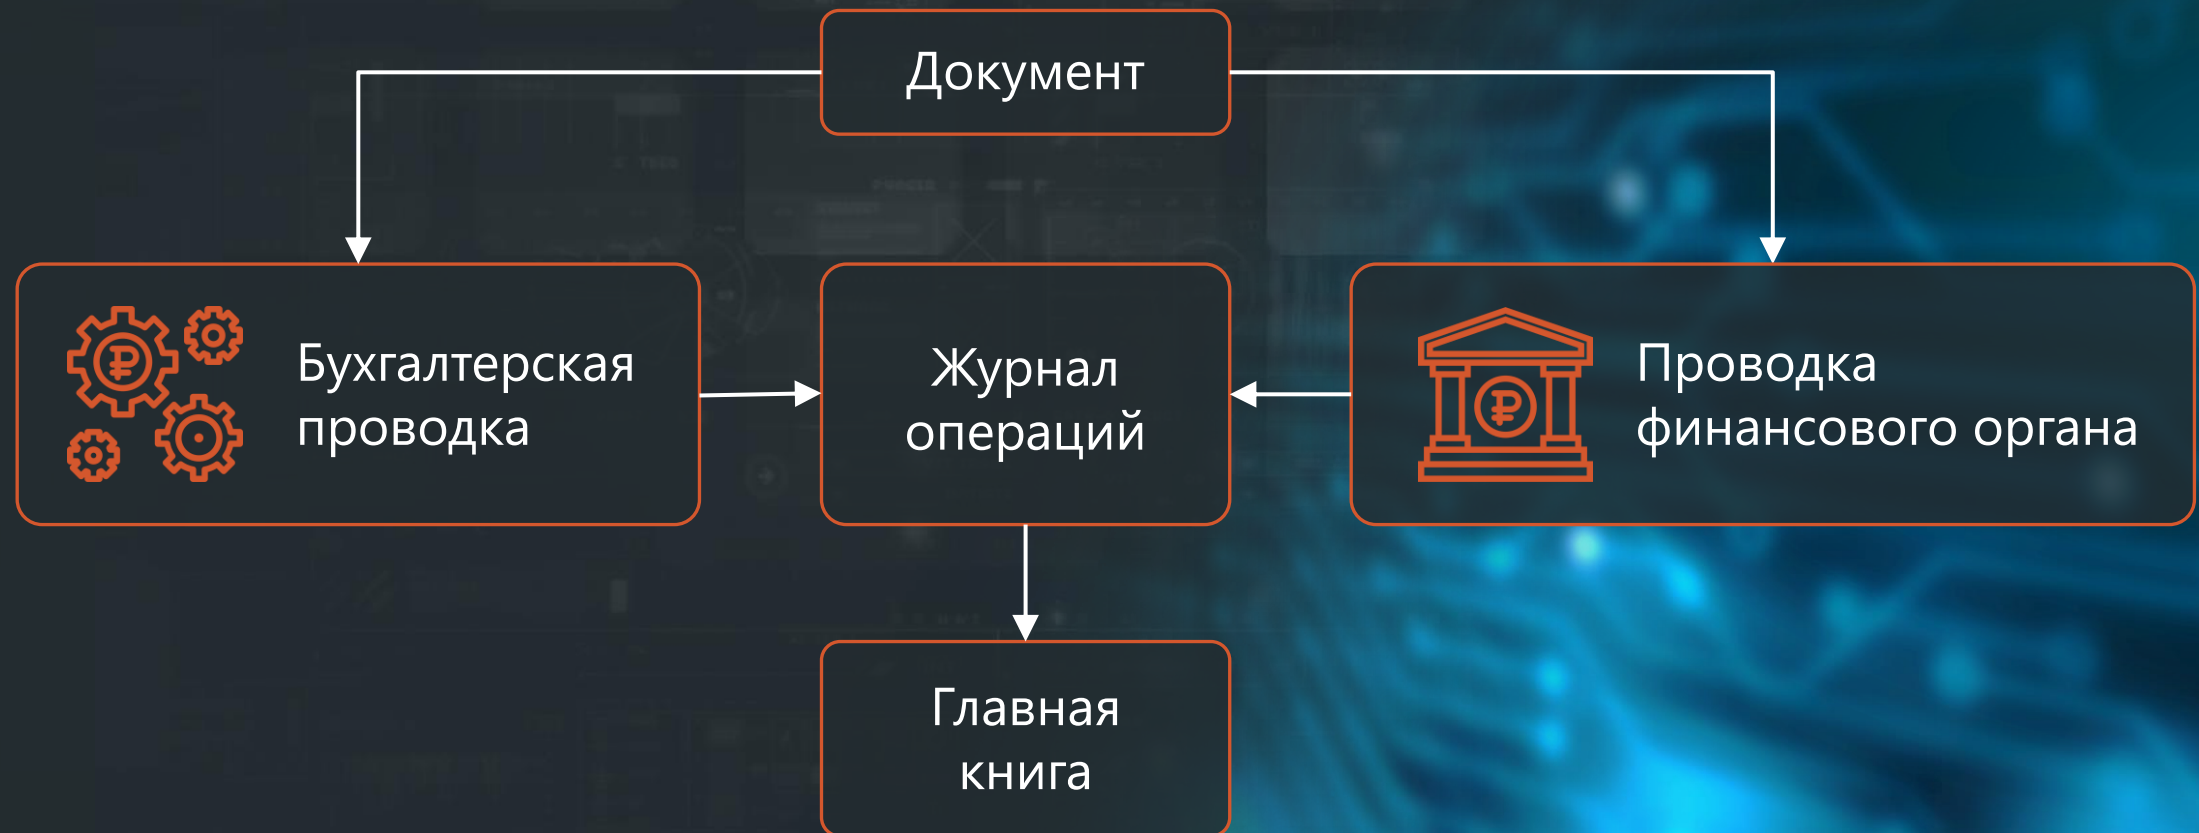 Документ
Бухгалтерская
проводка
Журнал
операций
Проводка
финансового органа
Главная
книга